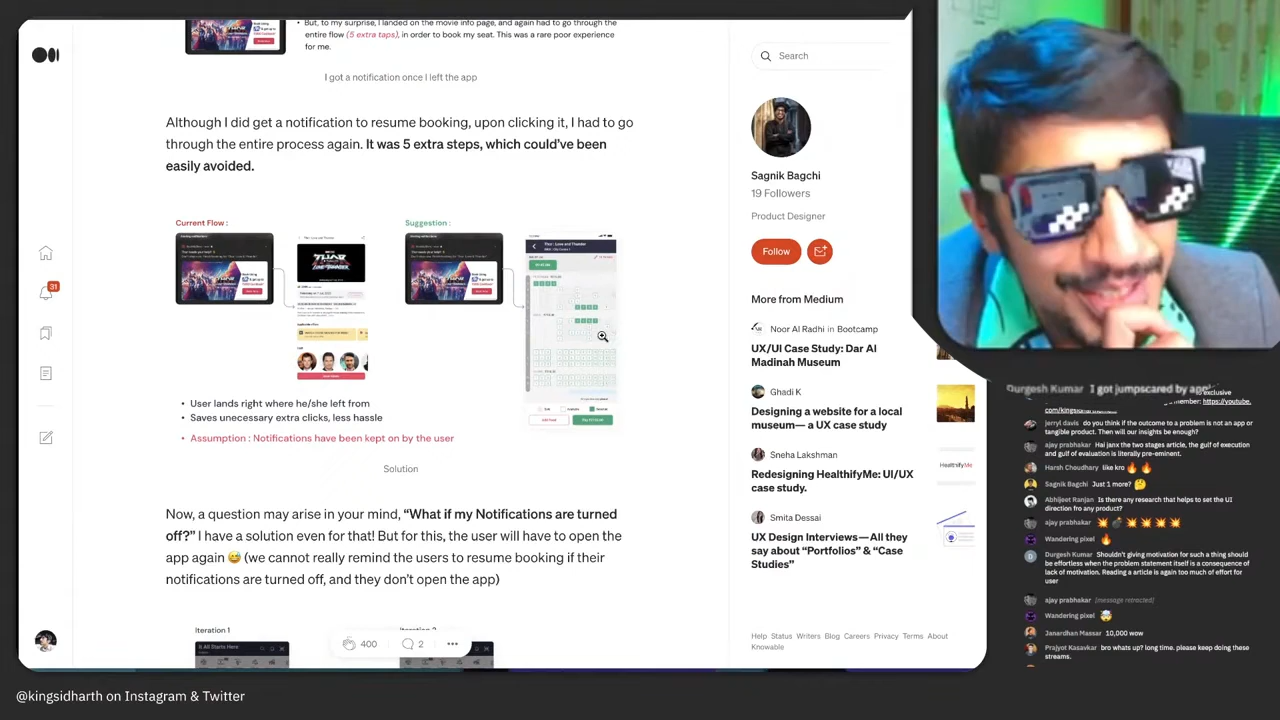 But, to my surprise, I landed on the movie info page, and again had to go through the
entire flow (5 extra taps), in order to book my seat. This was a rare poor experience
for me.
I got a notification once I left the app
Although I did get a notification to resume booking, upon clicking it, I had to go
through the entire process again. It was 5 extra steps, which could've been
easily avoided.
Current Flow :
Suggestion :
User lands right where he/she left from
Saves unecessary extra clicks, less hassle
Assumption : Notifications have been kept on by the user
Solution
Now, a question may arise in your mind, “What if my Notifications are turned
off?” I have a solution even for that! But for this, the user will have to open the
app again 😅 (we cannot really remind the users to resume booking if their
notifications are turned off, and they don’t open the app)
Iteration 1
Iteration 2
400
2
31
Search
Sagnik Bagchi
19 Followers
Product Designer
Follow
More from Medium
Noor Al Radhi in Bootcamp
UX/UI Case Study: Dar Al
Madinah Museum
Ghadi K
Designing a website for a local
museum— a UX case study
Sneha Lakshman
Redesigning HealthifyMe: UI/UX
case study.
HealthifyMe
Smita Dessai
UX Design Interviews—All they
say about “Portfolios” & “Case
Studies”
Help Status Writers Blog Careers Privacy Terms About
Knowable
Durgesh Kumar I got jumpscared by app
exclusive
member: https://youtube.
jerryl davis do you think if the outcome to a problem is not an app or
tangible product. Then will our insights be enough?
ajay prabhakar Hai janx the two stages article, the gulf of execution
and gulf of evaluation is literally pre-eminent.
Harsh Choudhary like kro 🔥 🔥
Sagnik Bagchi Just 1 more? 🤔
Abhijeet Ranjan Is there any research that helps to set the UI
direction fro any product?
ajay prabhakar 💥 💣 💥 💥 💥 💥
Wandering pixel 🔥
Durgesh Kumar Shouldn't giving motivation for such a thing should
be effortless when the problem statement itself is a consequence of
lack of motivation. Reading a article is again too much of effort for
user
ajay prabhakar [message retracted]
Wandering pixel 🤯
Janardhan Massar 10,000 wow
Prajyot Kasavkar bro whats up? long time. please keep doing these
streams.
@kingsidharth on Instagram & Twitter